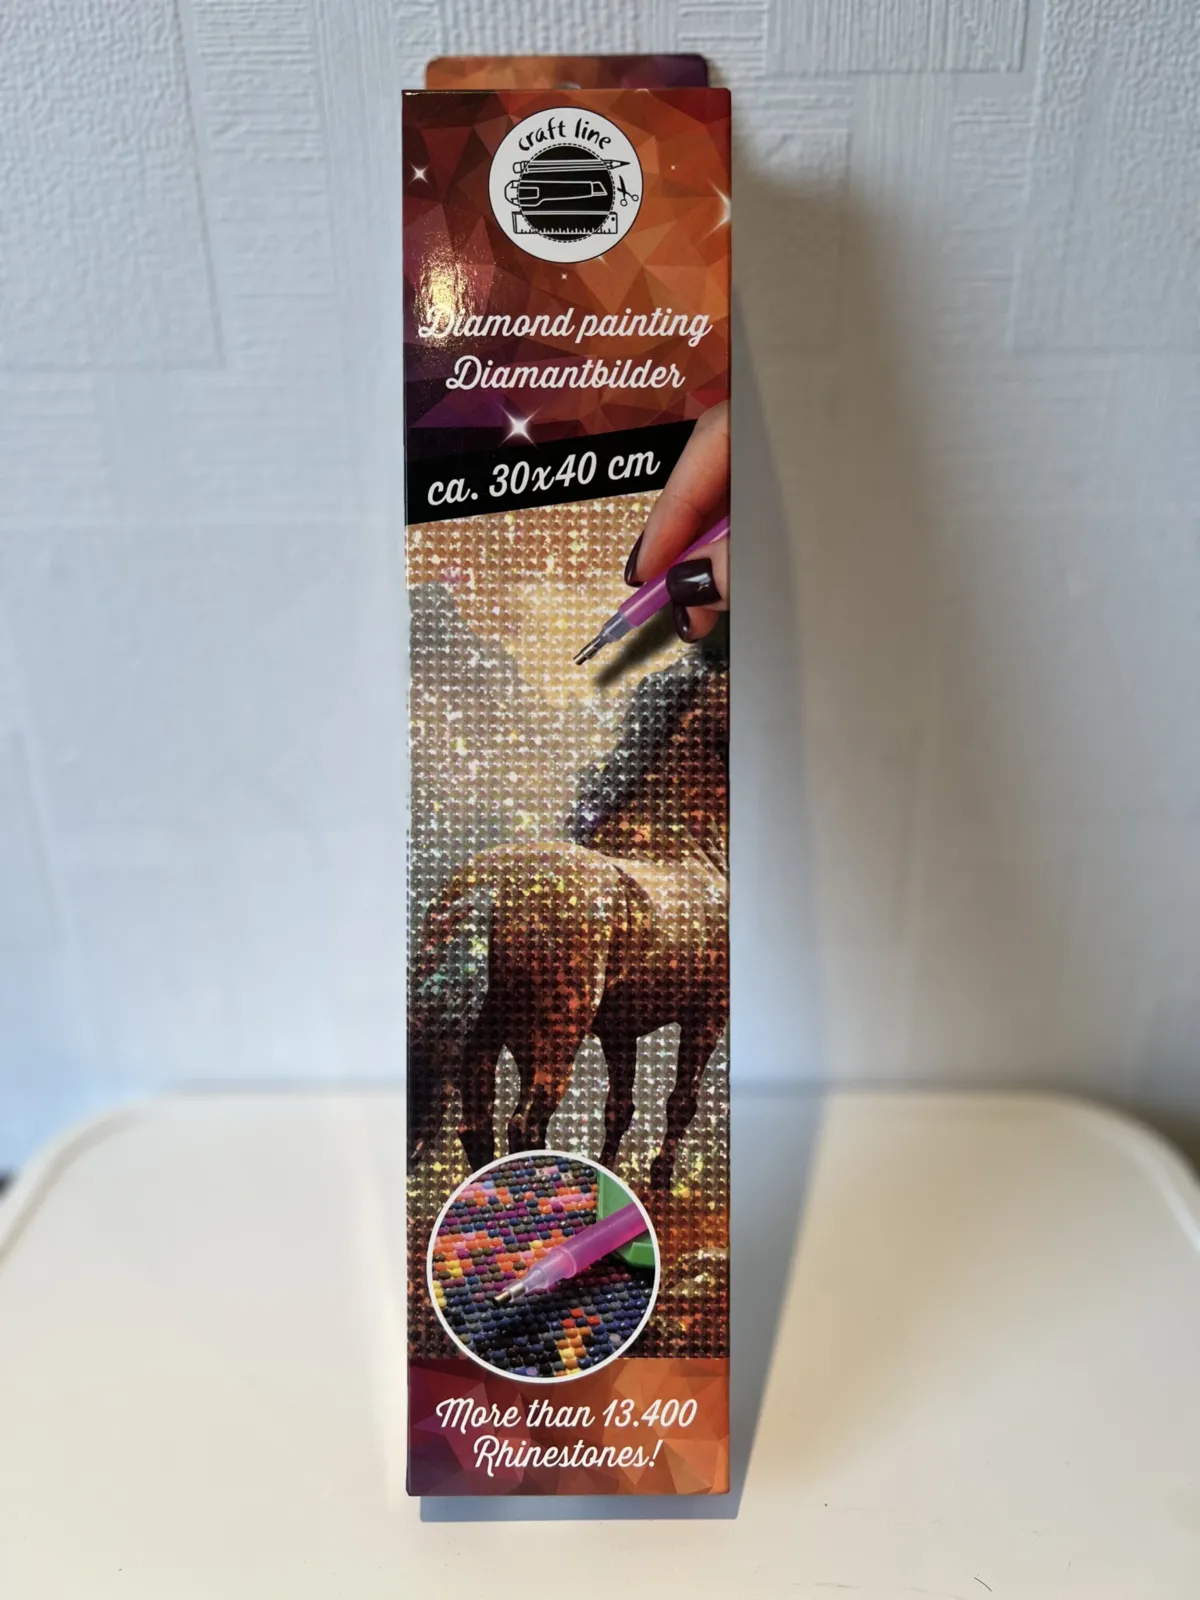 craft line
Diamond painting
Diamantbilder
ca. 30x40 cm
More than 13.400
Rhinestones!